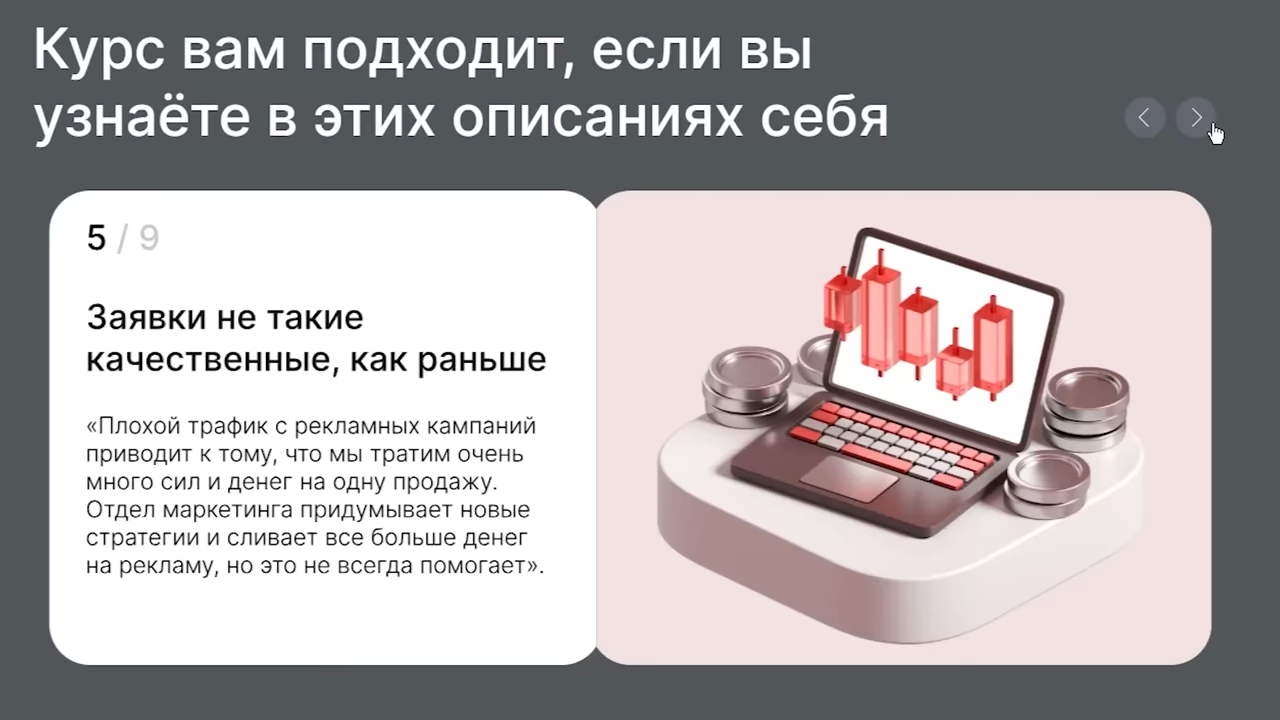 Курс вам подходит, если вы
узнаёте в этих описаниях себя
5 / 9
Заявки не такие
качественные, как раньше
«Плохой трафик с рекламных кампаний
приводит к тому, что мы тратим очень
много сил и денег на одну продажу.
Отдел маркетинга придумывает новые
стратегии и сливает все больше денег
на рекламу, но это не всегда помогает».